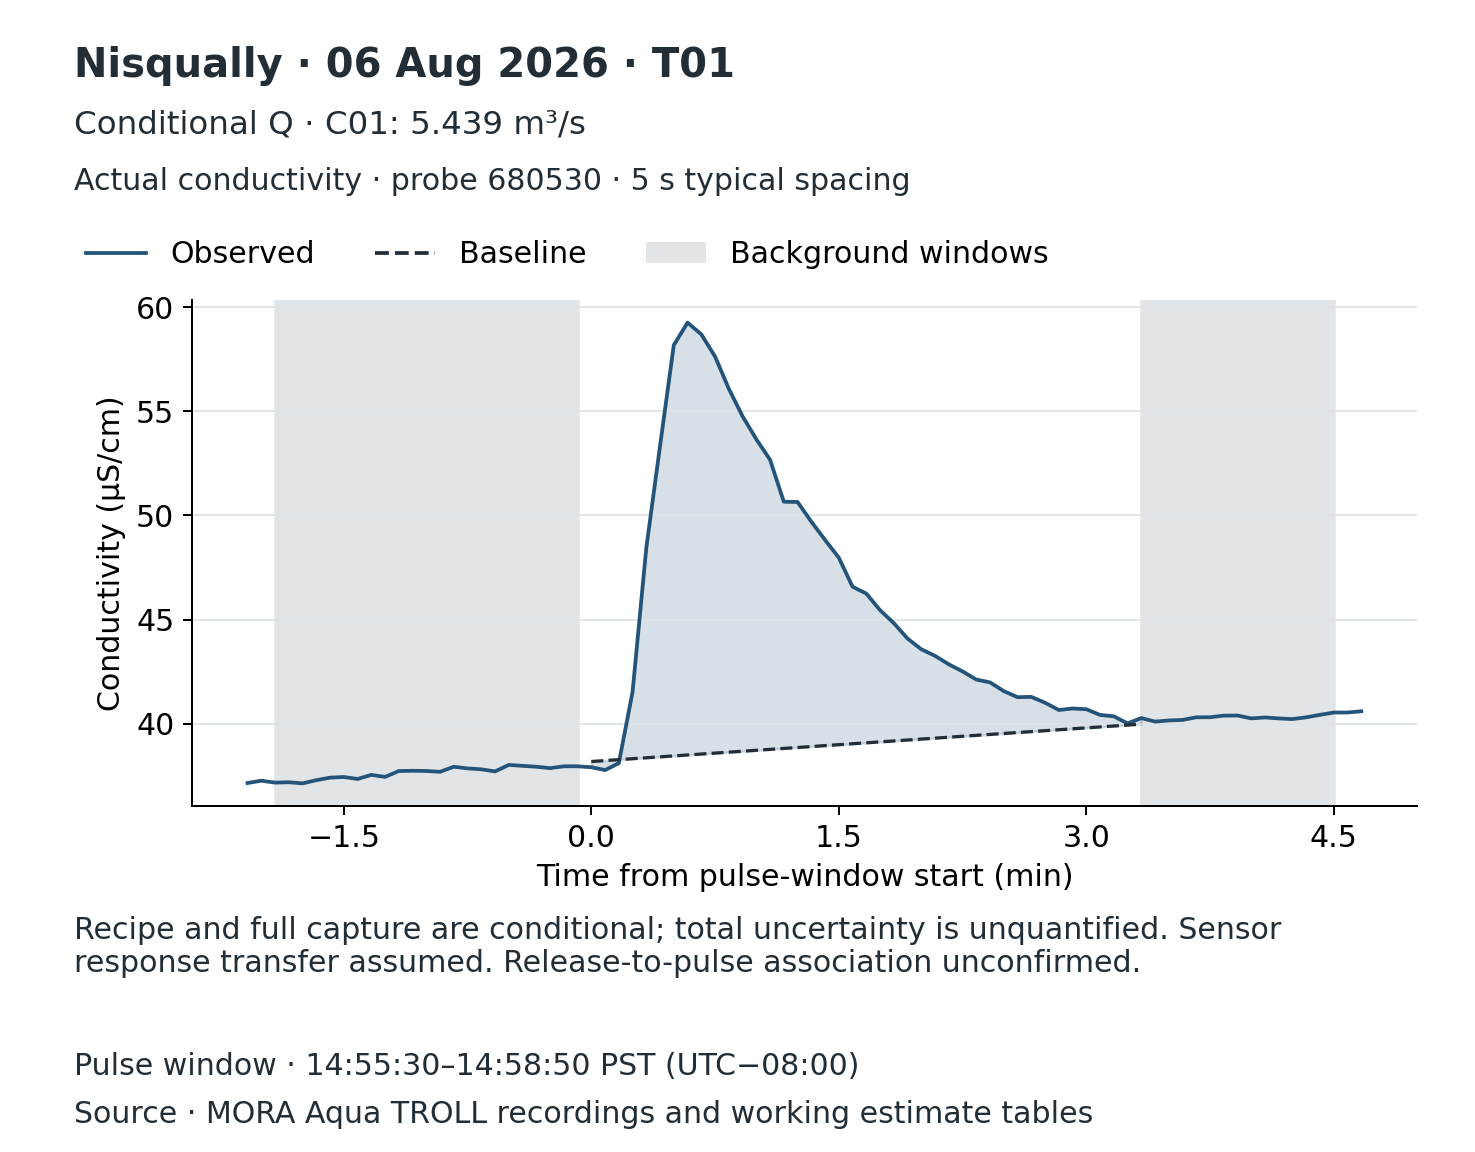 Nisqually · 06 Aug 2026 · T01
Conditional Q · C01: 5.439 m³/s
Actual conductivity · probe 680530 · 5 s typical spacing
Observed
Baseline
Background windows
60
55
50
45
40
Conductivity (µS/cm)
−1.5
0.0
1.5
3.0
4.5
Time from pulse-window start (min)
Recipe and full capture are conditional; total uncertainty is unquantified. Sensor
response transfer assumed. Release-to-pulse association unconfirmed.
Pulse window · 14:55:30–14:58:50 PST (UTC−08:00)
Source · MORA Aqua TROLL recordings and working estimate tables